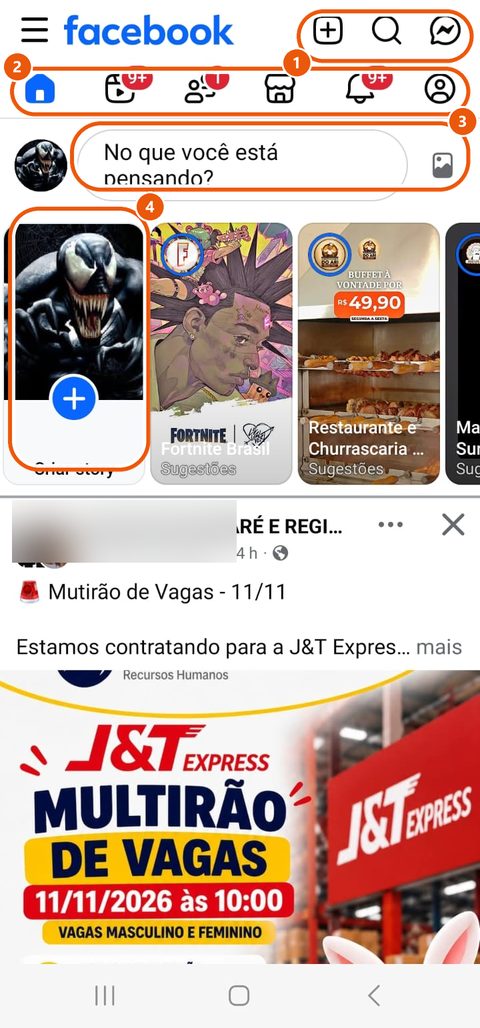 facebook
1
2
9+
1
9+
3
No que você está
pensando?
4
F
BUFFET À
VONTADE POR
R$ 49,90
SEGUNDA A SEXTA
FORTNITE
Criar story
Fortnite Brasil
Sugestões
Restaurante e
Churrascaria ...
Sugestões
Ma
Sur
Sug
ARÉ E REGI...
4 h
Mutirão de Vagas - 11/11
Estamos contratando para a J&T Expres... mais
Recursos Humanos
J&T EXPRESS
MULTIRÃO
DE VAGAS
11/11/2026 às 10:00
VAGAS MASCULINO E FEMININO
J&T EXPRESS